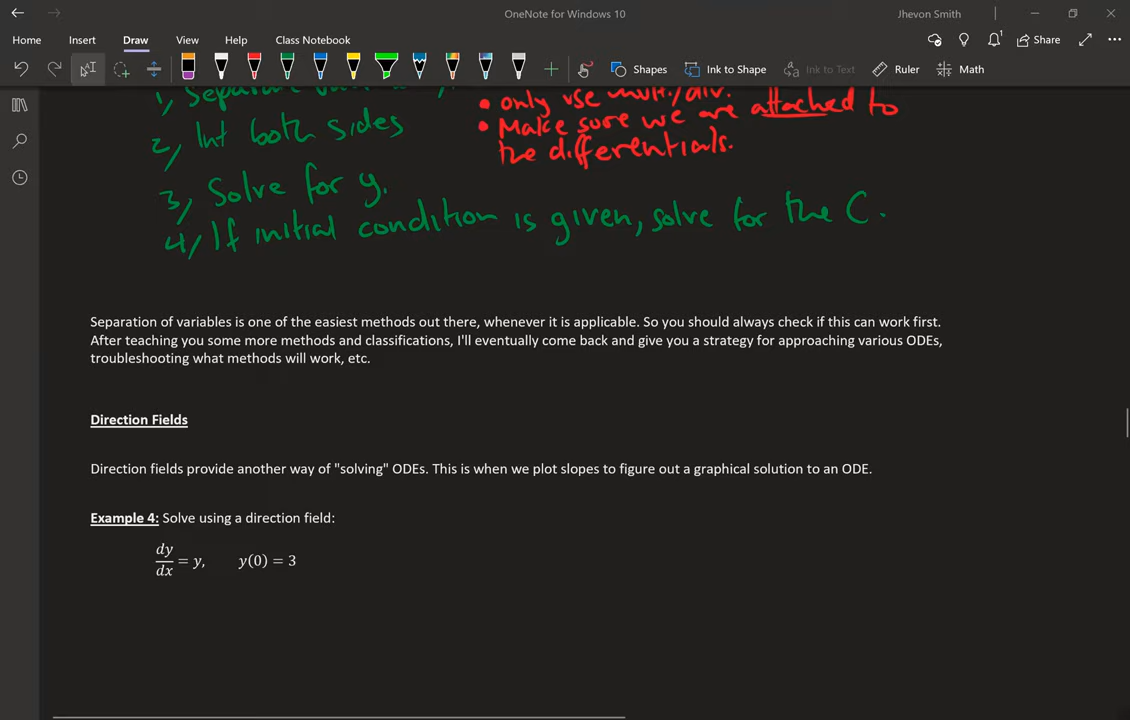 OneNote for Windows 10
Jhevon Smith
Home Insert Draw View Help Class Notebook
Share
Shapes Ink to Shape Ink to Text Ruler Math
1) Separate
• only use mult./div.
2) Int both sides
• Make sure we are attached to
the differentials.
3) Solve for y.
4) If initial condition is given, solve for the C.
Separation of variables is one of the easiest methods out there, whenever it is applicable. So you should always check if this can work first.
After teaching you some more methods and classifications, I'll eventually come back and give you a strategy for approaching various ODEs,
troubleshooting what methods will work, etc.
Direction Fields
Direction fields provide another way of "solving" ODEs. This is when we plot slopes to figure out a graphical solution to an ODE.
Example 4: Solve using a direction field:
dy/dx = y, y(0) = 3